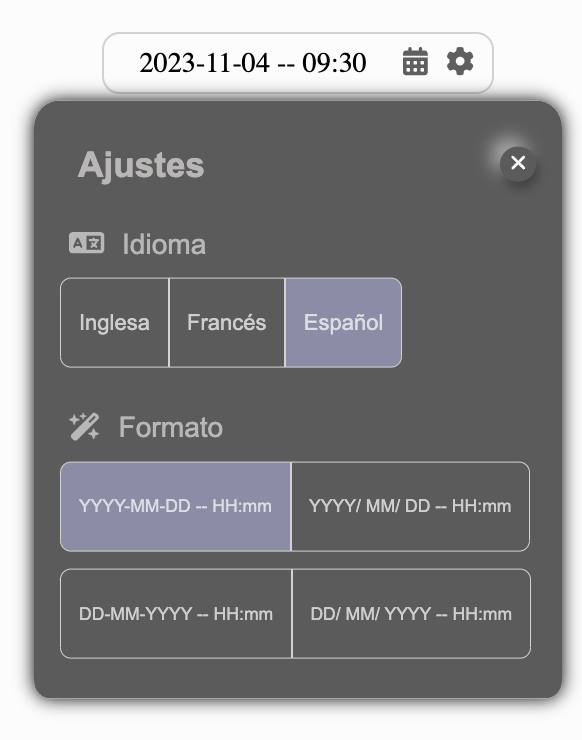 2023-11-04 -- 09:30
Ajustes
Idioma
Inglesa Francés Español
Formato
YYYY-MM-DD -- HH:mm YYYY/ MM/ DD -- HH:mm
DD-MM-YYYY -- HH:mm DD/ MM/ YYYY -- HH:mm